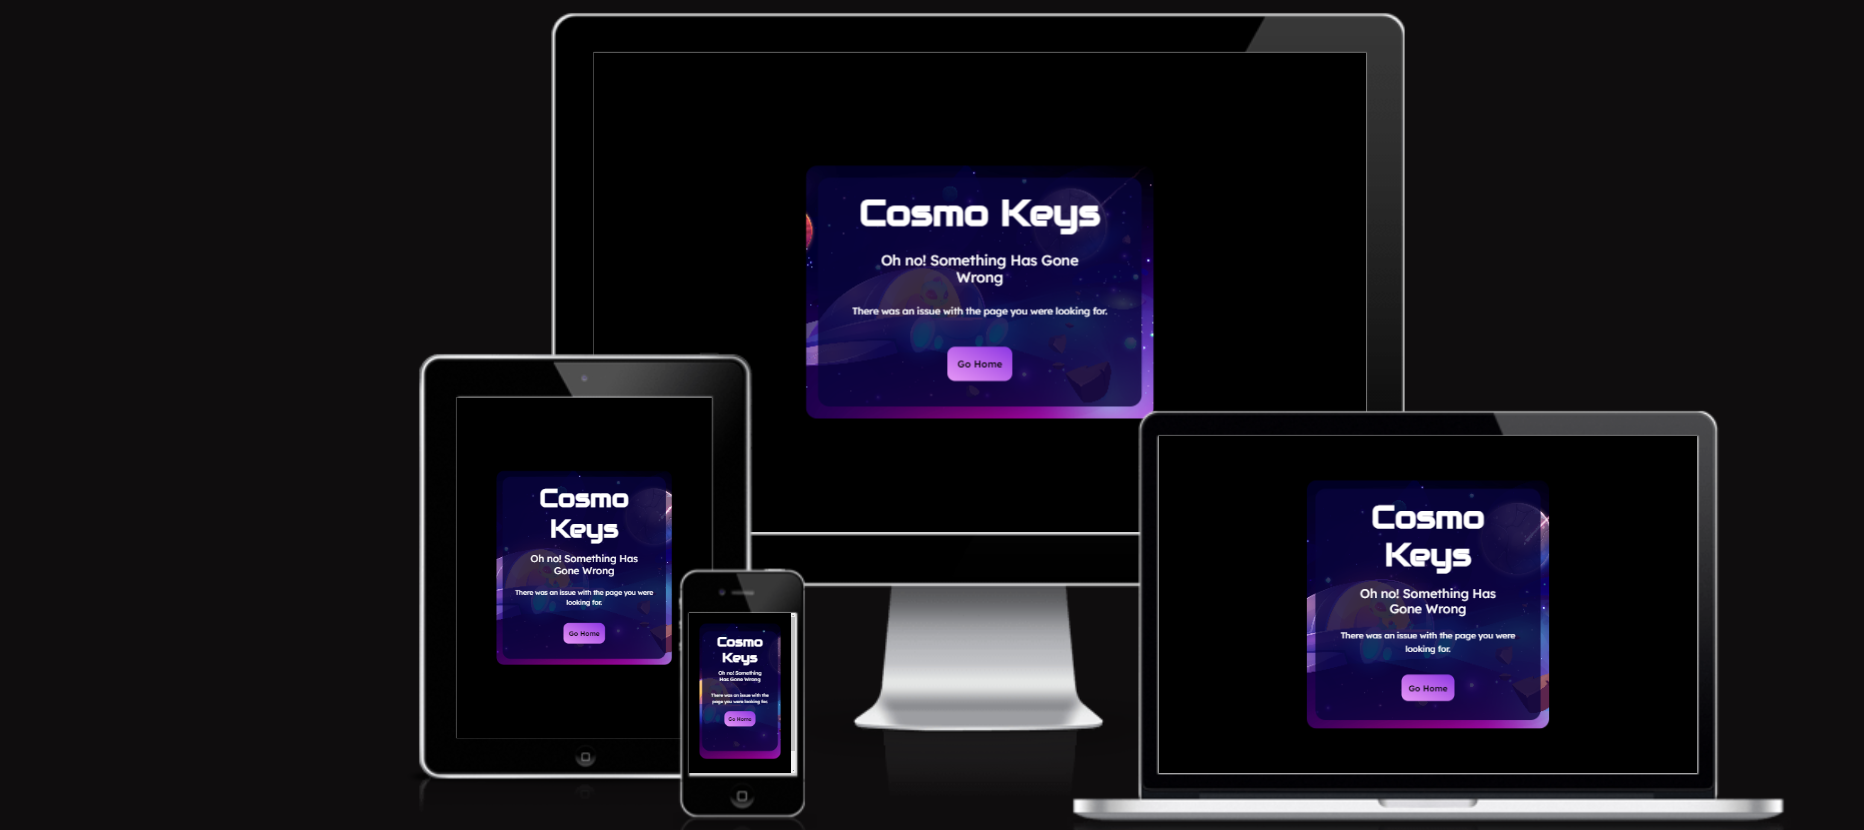 Cosmo Keys
Oh no! Something Has Gone
Wrong
There was an issue with the page you were looking for.
Go Home
Cosmo
Keys
Oh no! Something Has
Gone Wrong
There was an issue with the page you were
looking for.
Go Home
Cosmo
Keys
Oh no! Something
Has Gone Wrong
There was an issue with the
page you were looking for.
Go Home
Cosmo
Keys
Oh no! Something Has
Gone Wrong
There was an issue with the page you were
looking for.
Go Home